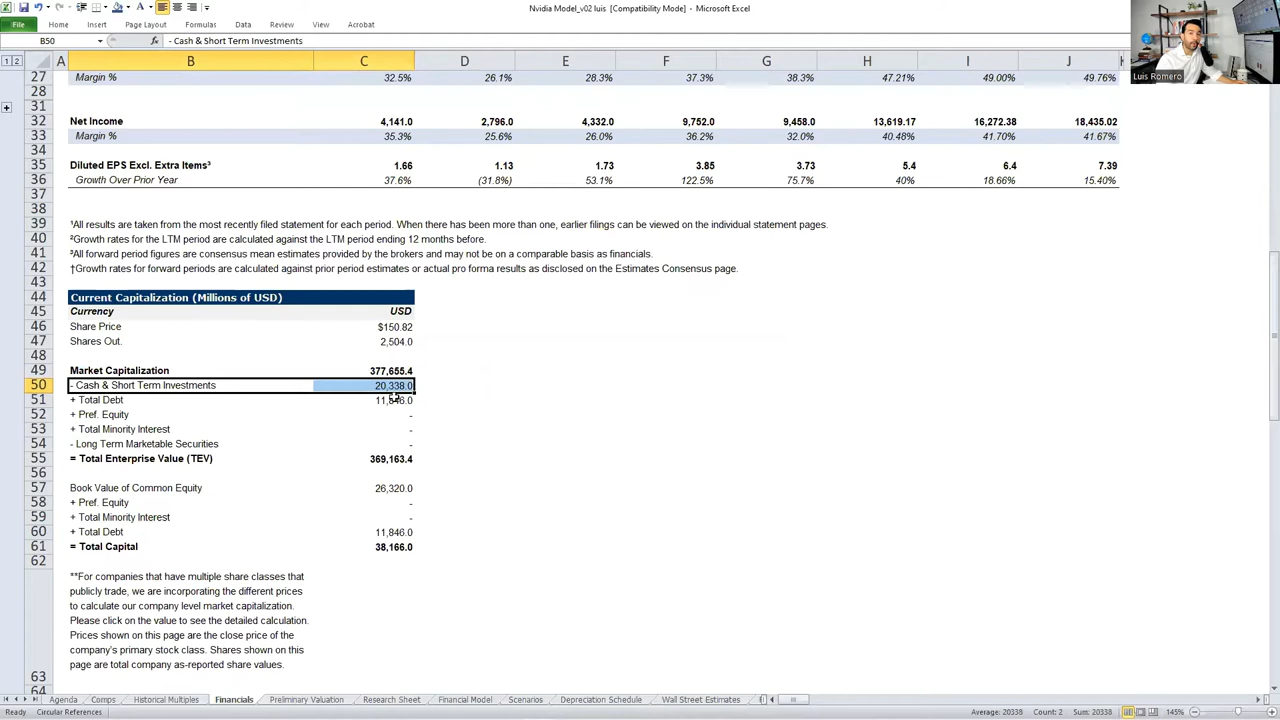 Nvidia Model_v02 luis [Compatibility Mode] - Microsoft Excel
File Home Insert Page Layout Formulas Data Review View Acrobat
B50 fx - Cash & Short Term Investments
Luis Romero
1 2 A B C D E F G H I J
27 Margin % 32.5% 26.1% 28.3% 37.3% 38.3% 47.21% 49.00% 49.76%
28
31
32 Net Income 4,141.0 2,796.0 4,332.0 9,752.0 9,458.0 13,619.17 16,272.38 18,435.02
33 Margin % 35.3% 25.6% 26.0% 36.2% 32.0% 40.48% 41.70% 41.67%
34
35 Diluted EPS Excl. Extra Items³ 1.66 1.13 1.73 3.85 3.73 5.4 6.4 7.39
36 Growth Over Prior Year 37.6% (31.8%) 53.1% 122.5% 75.7% 40% 18.66% 15.40%
37
38
39 ¹All results are taken from the most recently filed statement for each period. When there has been more than one, earlier filings can be viewed on the individual statement pages.
40 ²Growth rates for the LTM period are calculated against the LTM period ending 12 months before.
41 ³All forward period figures are consensus mean estimates provided by the brokers and may not be on a comparable basis as financials.
42 †Growth rates for forward periods are calculated against prior period estimates or actual pro forma results as disclosed on the Estimates Consensus page.
43
44 Current Capitalization (Millions of USD)
45 Currency USD
46 Share Price $150.82
47 Shares Out. 2,504.0
48
49 Market Capitalization 377,655.4
50 - Cash & Short Term Investments 20,338.0
51 + Total Debt 11,846.0
52 + Pref. Equity -
53 + Total Minority Interest -
54 - Long Term Marketable Securities -
55 = Total Enterprise Value (TEV) 369,163.4
56
57 Book Value of Common Equity 26,320.0
58 + Pref. Equity -
59 + Total Minority Interest -
60 + Total Debt 11,846.0
61 = Total Capital 38,166.0
62
**For companies that have multiple share classes that
publicly trade, we are incorporating the different prices
to calculate our company level market capitalization.
Please click on the value to see the detailed calculation.
Prices shown on this page are the close price of the
company's primary stock class. Shares shown on this
63 page are total company as-reported share values.
64
Agenda Comps Historical Multiples Financials Prelminary Valuation Research Sheet Financial Model Scenarios Depreciation Schedule Wall Street Estimates
Ready Circular References Average: 20338 Count: 2 Sum: 20338 145%